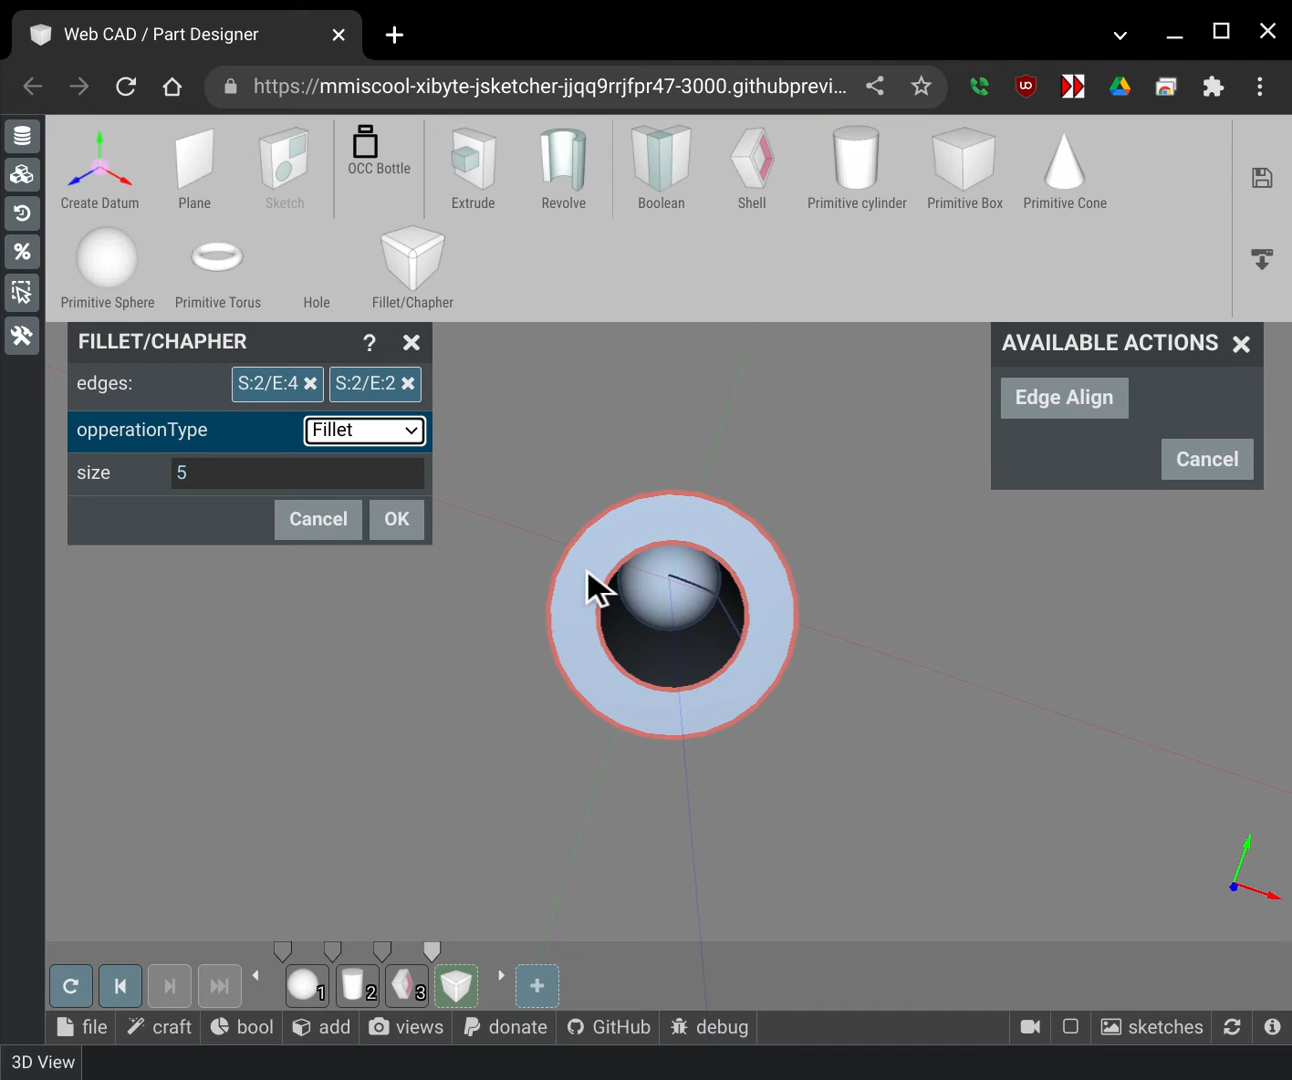 Web CAD / Part Designer
https://mmiscool-xibyte-jsketcher-jjqq9rrjfpr47-3000.githubprevi...
Create Datum
Plane
Sketch
OCC Bottle
Extrude
Revolve
Boolean
Shell
Primitive cylinder
Primitive Box
Primitive Cone
Primitive Sphere
Primitive Torus
Hole
Fillet/Chapher
FILLET/CHAPHER ?
edges: S:2/E:4 S:2/E:2
opperationType Fillet
size 5
Cancel OK
AVAILABLE ACTIONS
Edge Align
Cancel
1 2 3
file craft bool add views donate GitHub debug sketches
3D View